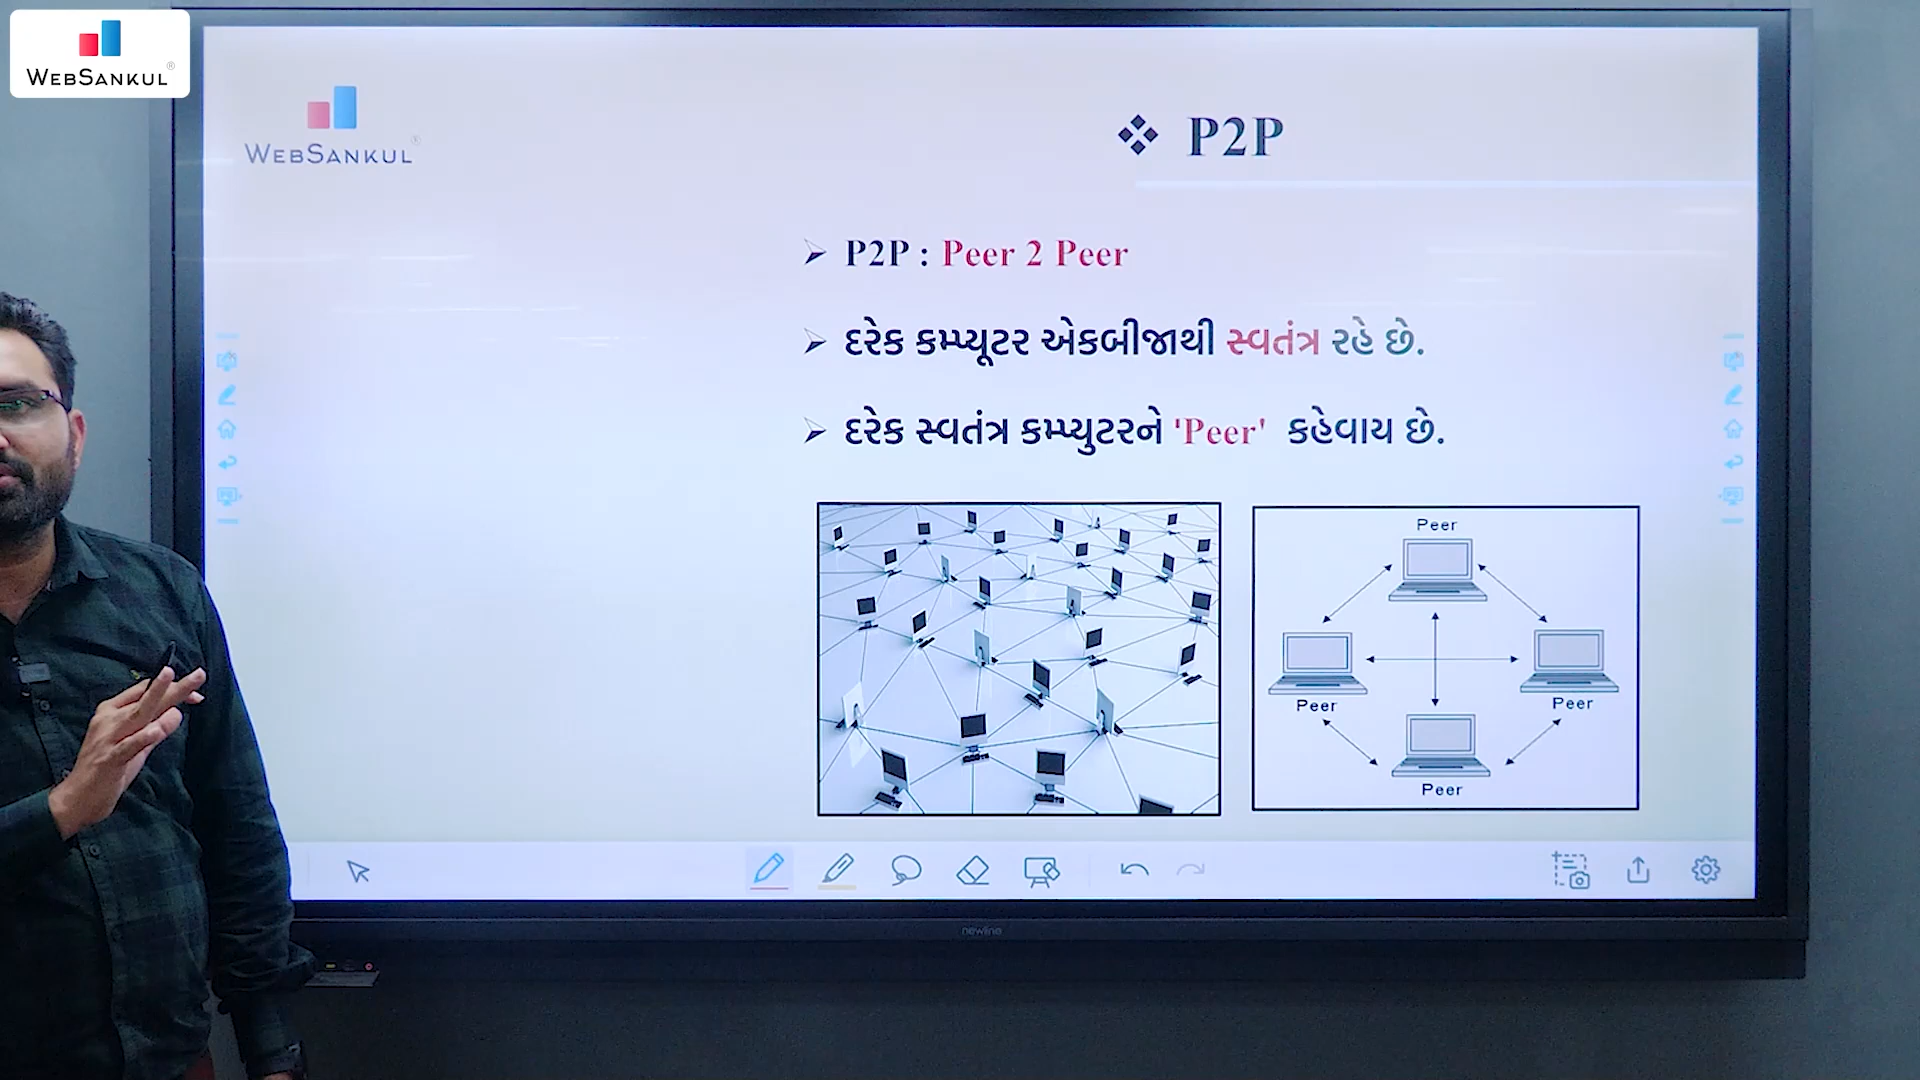 WEBSANKUL®
WEBSANKUL
❖ P2P
➢ P2P : Peer 2 Peer
➢ દરેક કમ્પ્યૂટર એકબીજાથી સ્વતંત્ર રહે છે.
➢ દરેક સ્વતંત્ર કમ્પ્યુટરને 'Peer' કહેવાય છે.
Peer
Peer
Peer
Peer
newline